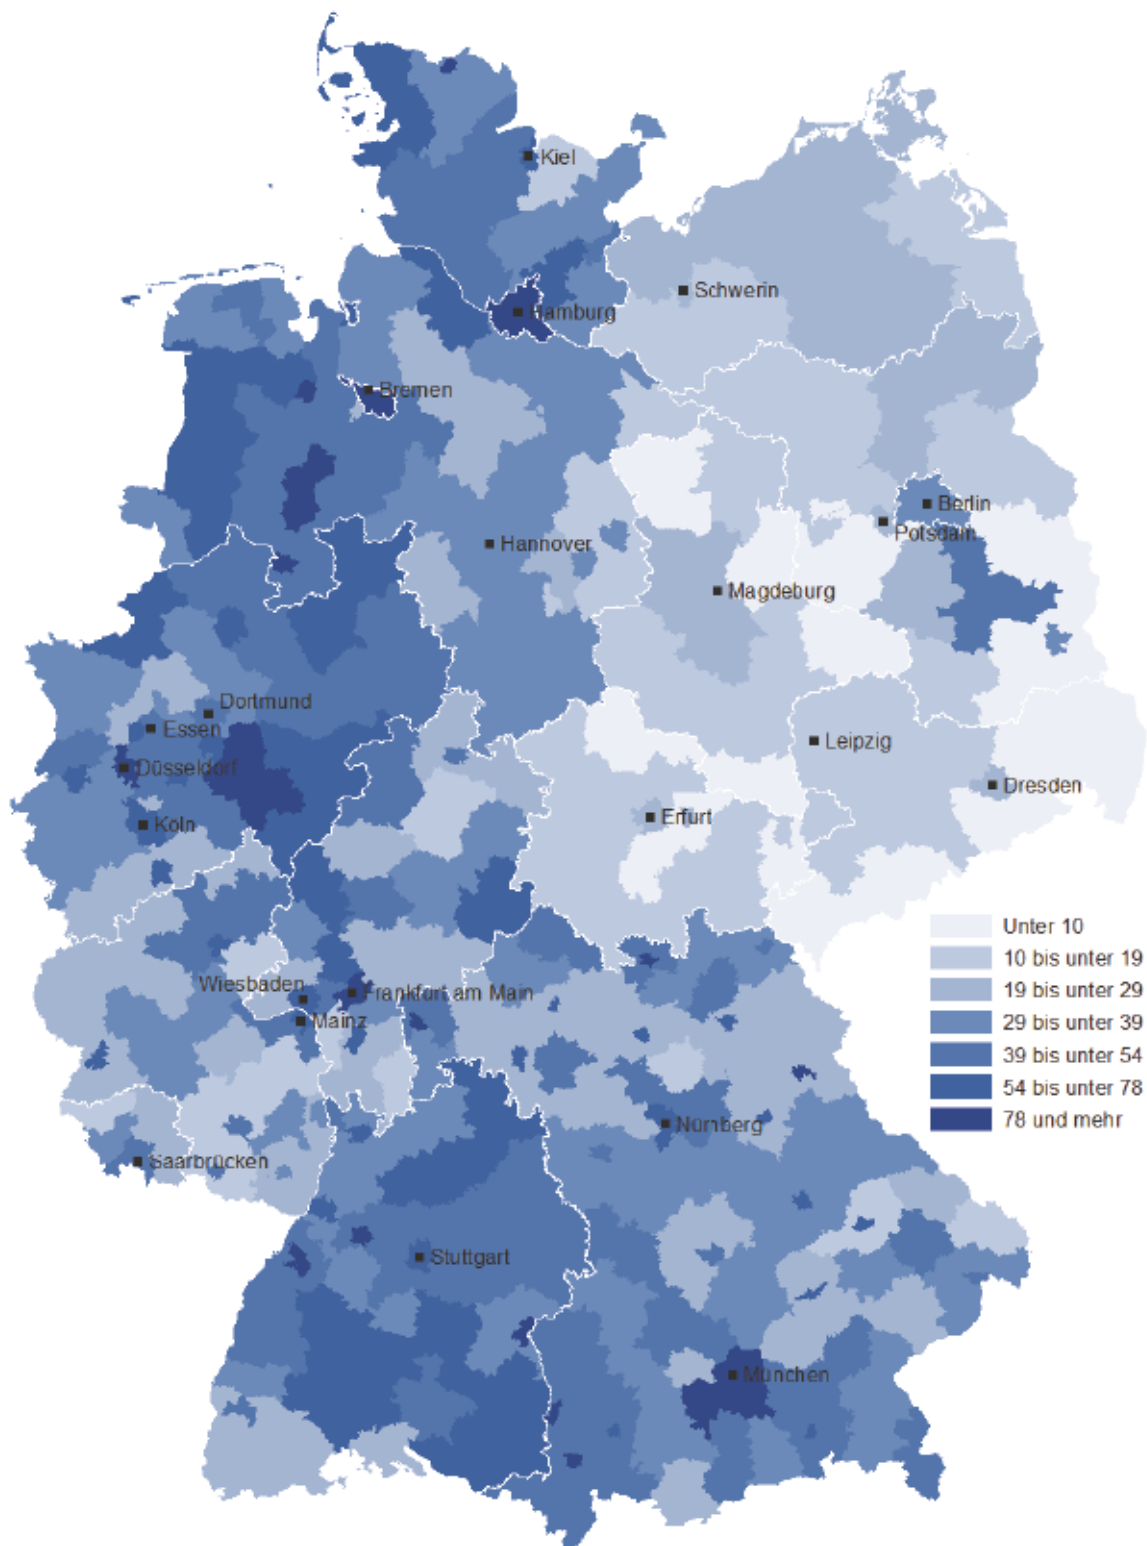 Kiel
Schwerin
Hamburg
Bremen
Berlin
Potsdam
Hannover
Magdeburg
Dortmund
Essen
Düsseldorf
Leipzig
Dresden
Köln
Erfurt
Unter 10
10 bis unter 19
Wiesbaden
19 bis unter 29
Frankfurt am Main
Mainz
29 bis unter 39
39 bis unter 54
54 bis unter 78
78 und mehr
Nürnberg
Saarbrücken
Stuttgart
München